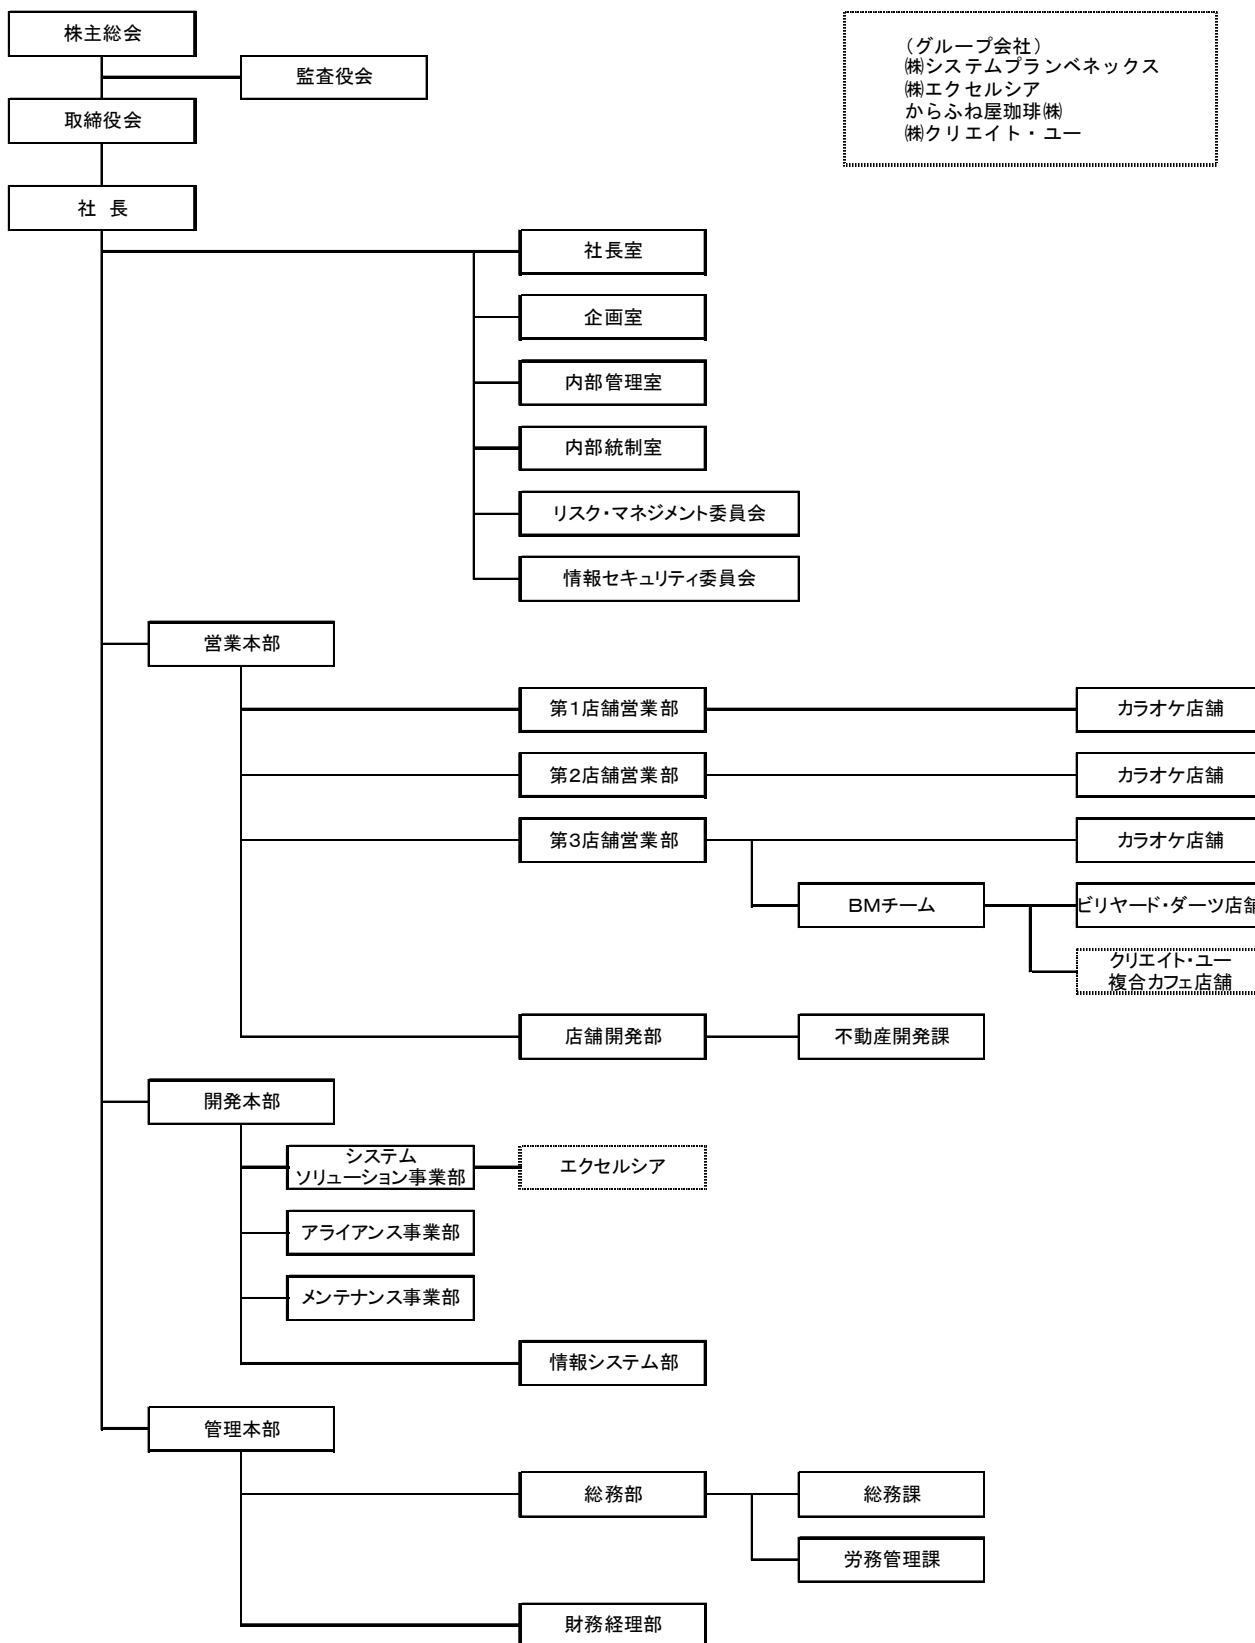 株主総会
監査役会
取締役会
社 長
（グループ会社）
㈱システムプランベネックス
㈱エクセルシア
からふね屋珈琲㈱
㈱クリエイト・ユー
社長室
企画室
内部管理室
内部統制室
リスク・マネジメント委員会
情報セキュリティ委員会
営業本部
第1店舗営業部
カラオケ店舗
第2店舗営業部
カラオケ店舗
第3店舗営業部
カラオケ店舗
BMチーム
ビリヤード・ダーツ店舗
クリエイト・ユー
複合カフェ店舗
店舗開発部
不動産開発課
開発本部
システム
ソリューション事業部
エクセルシア
アライアンス事業部
メンテナンス事業部
情報システム部
管理本部
総務部
総務課
労務管理課
財務経理部